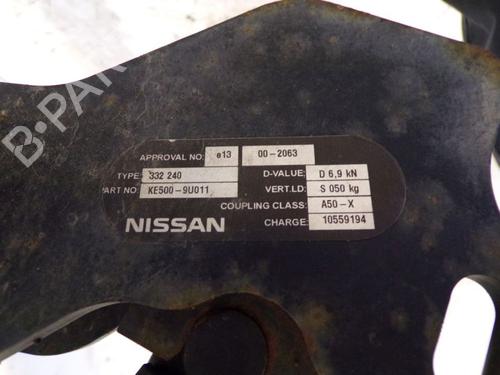 B-PARTS
APPROVAL NO: e13 00-2063
TYPE: 332 240 D-VALUE: D 6,9 kN
PART NO: KE500-9U011 VERT.LD: S 050 kg
COUPLING CLASS: A50-X
NISSAN CHARGE: 10559194